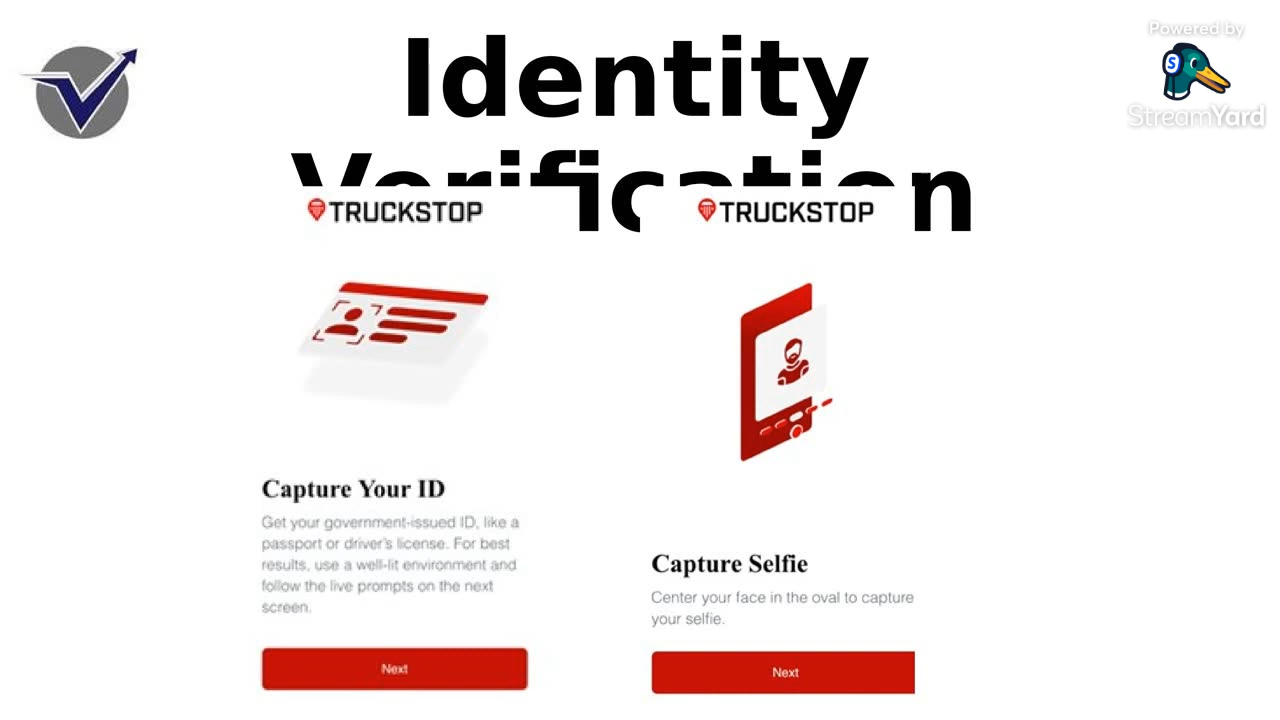 Identity
Verification
Powered by
StreamYard
TRUCKSTOP
Capture Your ID
Get your government-issued ID, like a
passport or driver's license. For best
results, use a well-lit environment and
follow the live prompts on the next
screen.
Next
TRUCKSTOP
Capture Selfie
Center your face in the oval to capture
your selfie.
Next